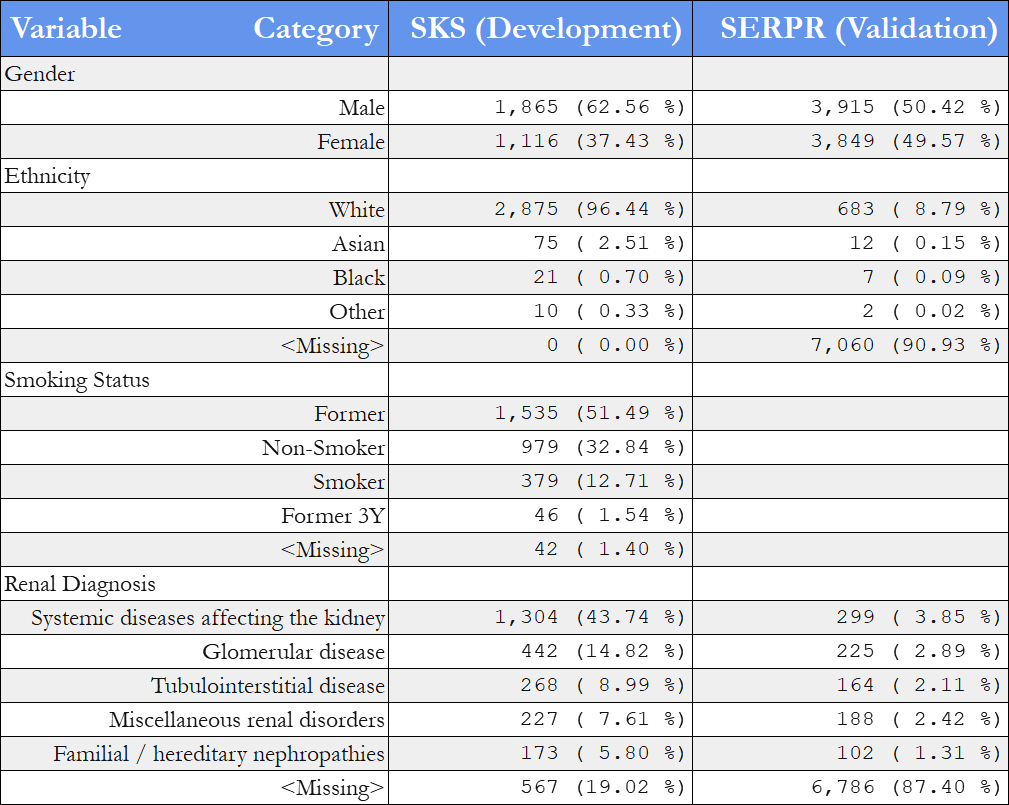 Variable Category SKS (Development) SERPR (Validation)
Gender
Male 1,865 (62.56 %) 3,915 (50.42 %)
Female 1,116 (37.43 %) 3,849 (49.57 %)
Ethnicity
White 2,875 (96.44 %) 683 ( 8.79 %)
Asian 75 ( 2.51 %) 12 ( 0.15 %)
Black 21 ( 0.70 %) 7 ( 0.09 %)
Other 10 ( 0.33 %) 2 ( 0.02 %)
<Missing> 0 ( 0.00 %) 7,060 (90.93 %)
Smoking Status
Former 1,535 (51.49 %)
Non-Smoker 979 (32.84 %)
Smoker 379 (12.71 %)
Former 3Y 46 ( 1.54 %)
<Missing> 42 ( 1.40 %)
Renal Diagnosis
Systemic diseases affecting the kidney 1,304 (43.74 %) 299 ( 3.85 %)
Glomerular disease 442 (14.82 %) 225 ( 2.89 %)
Tubulointerstitial disease 268 ( 8.99 %) 164 ( 2.11 %)
Miscellaneous renal disorders 227 ( 7.61 %) 188 ( 2.42 %)
Familial / hereditary nephropathies 173 ( 5.80 %) 102 ( 1.31 %)
<Missing> 567 (19.02 %) 6,786 (87.40 %)